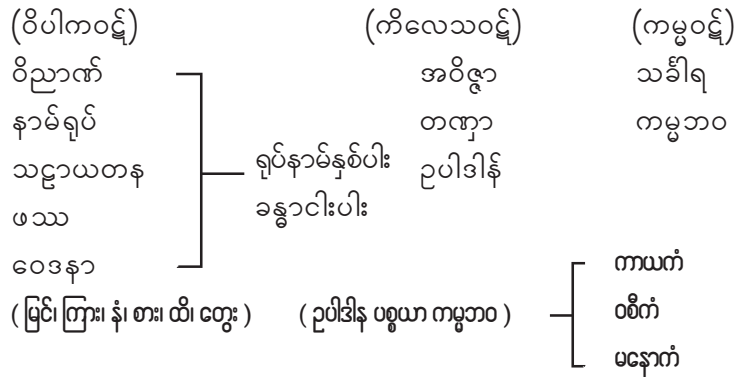 (ဝိပါကဝဋ်) (ကိလေသဝဋ်) (ကမ္မဝဋ်)
ဝိညာဏ် အဝိဇ္ဇာ သင်္ခါရ
နာမ်ရုပ် တဏှာ ကမ္မဘဝ
သဠာယတန ရုပ်နာမ်နှစ်ပါး ဥပါဒါန်
ဖဿ ခန္ဓာငါးပါး
ဝေဒနာ ကာယကံ
( မြင်၊ ကြား၊ နံ၊ စား၊ ထိ၊ တွေး ) ( ဥပါဒါန ပစ္စယာ ကမ္မဘဝ ) ဝစီကံ
မနောကံ